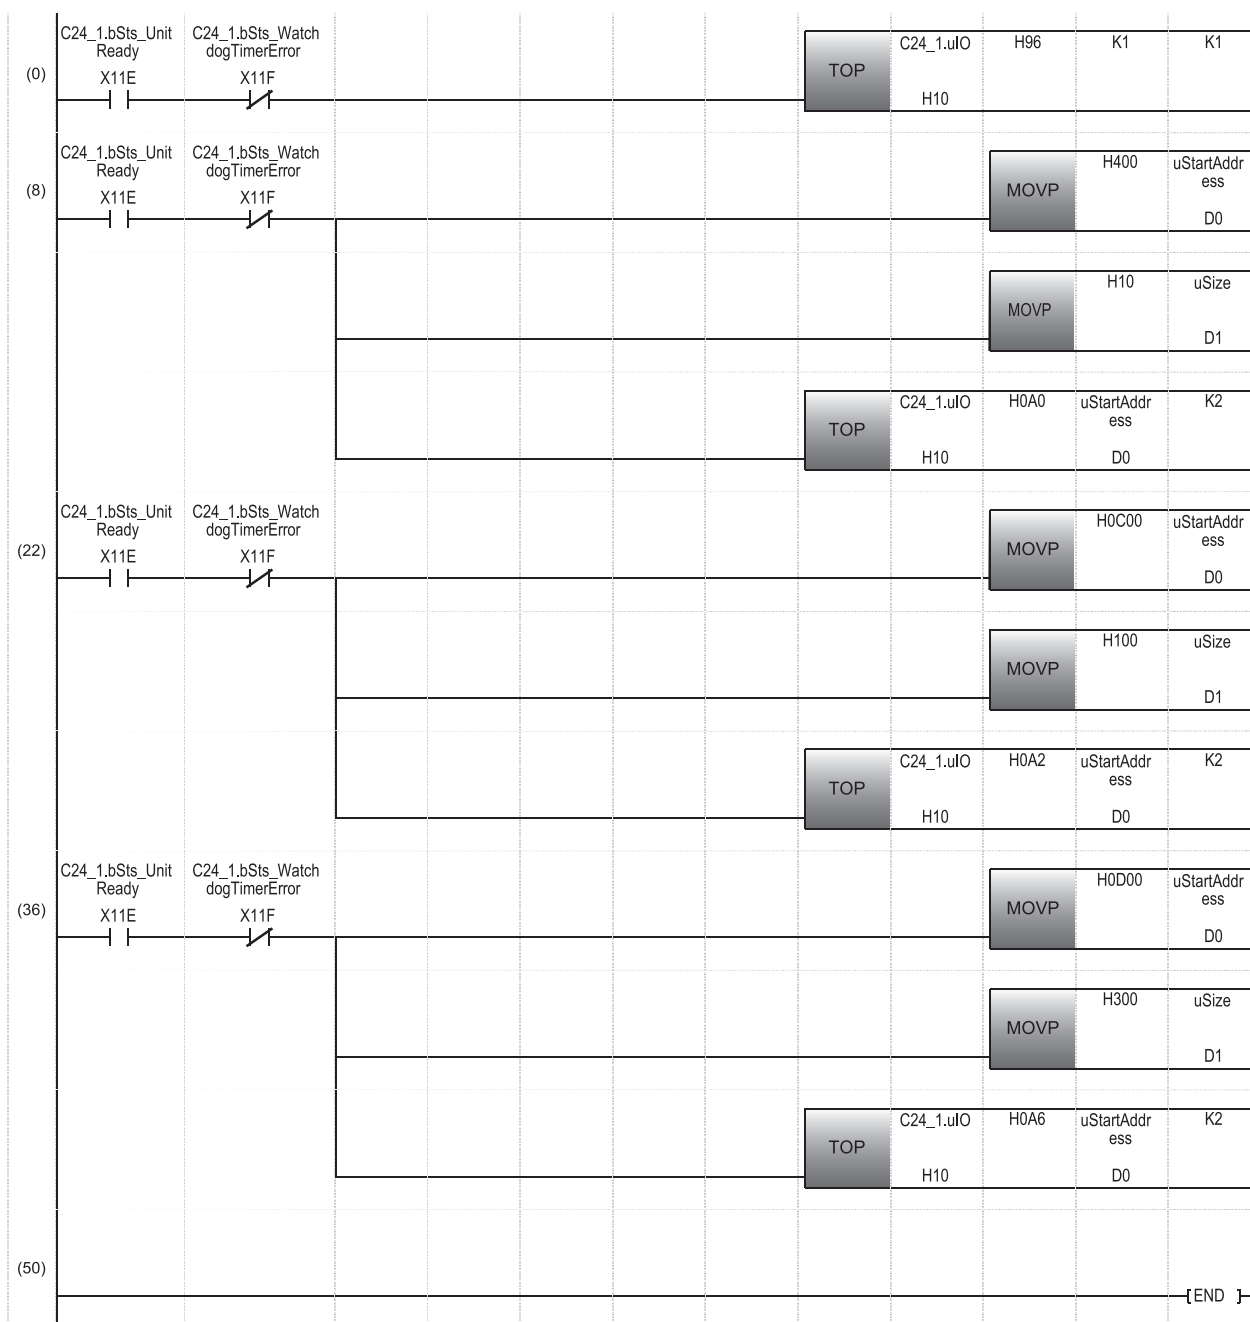 C24_1.bSts_Unit C24_1.bSts_Watch
Ready dogTimerError
C24_1.uIO H96 K1 K1
(0) X11E X11F TOP
H10
C24_1.bSts_Unit C24_1.bSts_Watch
Ready dogTimerError
H400 uStartAddr
ess
(8) X11E X11F MOVP
D0
H10 uSize
MOVP
D1
C24_1.uIO H0A0 uStartAddr K2
ess
TOP
H10 D0
C24_1.bSts_Unit C24_1.bSts_Watch
Ready dogTimerError
H0C00 uStartAddr
ess
(22) X11E X11F MOVP
D0
H100 uSize
MOVP
D1
C24_1.uIO H0A2 uStartAddr K2
ess
TOP
H10 D0
C24_1.bSts_Unit C24_1.bSts_Watch
Ready dogTimerError
H0D00 uStartAddr
ess
(36) X11E X11F MOVP
D0
H300 uSize
MOVP
D1
C24_1.uIO H0A6 uStartAddr K2
ess
TOP
H10 D0
(50)
[END ]